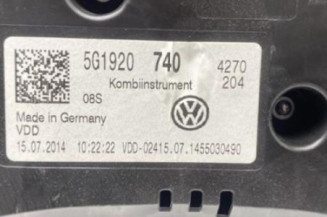 5G1920 740 4270
Kombiinstrument 204
08S
Made in Germany
VDD
15.07.2014 10:22:22 VDD-02415.07.1455030490